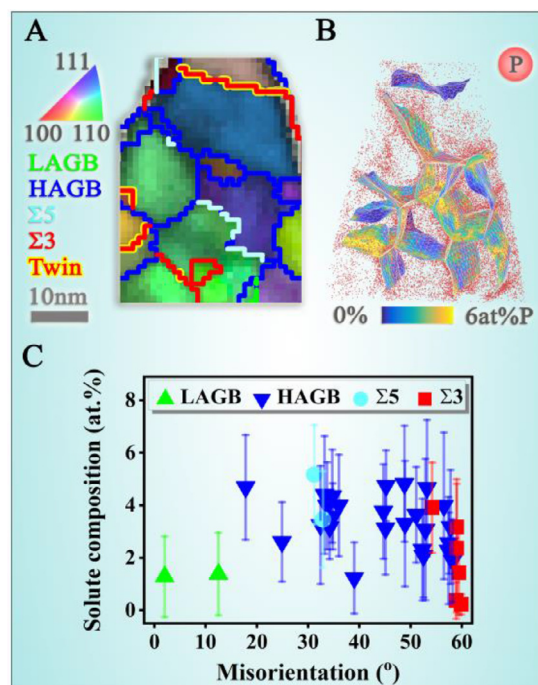 A
B
P
111
100 110
LAGB
HAGB
Σ5
Σ3
Twin
10nm
0% 6at%P
C
LAGB HAGB Σ5 Σ3
Solute composition (at.%)
8
6
4
2
0
0 10 20 30 40 50 60
Misorientation (º)